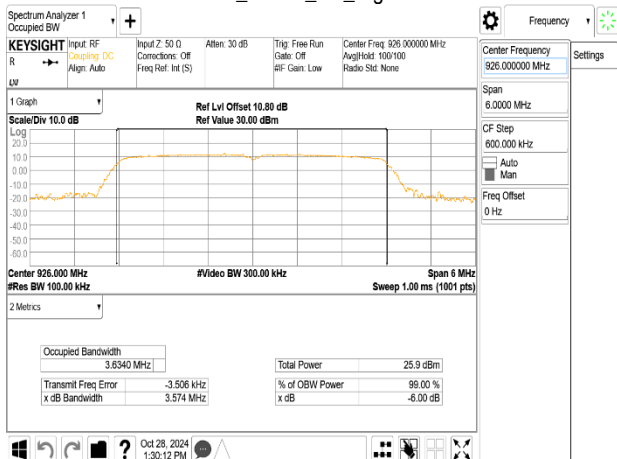 Spectrum Analyzer 1
Occupied BW
Frequency
KEYSIGHT
R
LXI
Input: RF
Coupling: DC
Align: Auto
Input Z: 50 Ω
Corrections: Off
Freq Ref: Int (S)
Atten: 30 dB
Trig: Free Run
Gate: Off
#IF Gain: Low
Center Freq: 926.000000 MHz
Avg|Hold: 100/100
Radio Std: None
Center Frequency
926.000000 MHz
Settings
Span
6.0000 MHz
CF Step
600.000 kHz
Auto
Man
Freq Offset
0 Hz
1 Graph
Scale/Div 10.0 dB
Ref Lvl Offset 10.80 dB
Ref Value 30.00 dBm
Log
20.0
10.0
0.00
-10.0
-20.0
-30.0
-40.0
-50.0
-60.0
Center 926.000 MHz
#Res BW 100.00 kHz
#Video BW 300.00 kHz
Span 6 MHz
Sweep 1.00 ms (1001 pts)
2 Metrics
Occupied Bandwidth
3.6340 MHz
Total Power 25.9 dBm
Transmit Freq Error -3.506 kHz
% of OBW Power 99.00 %
x dB Bandwidth 3.574 MHz
x dB -6.00 dB
?
Oct 28, 2024
1:30:12 PM